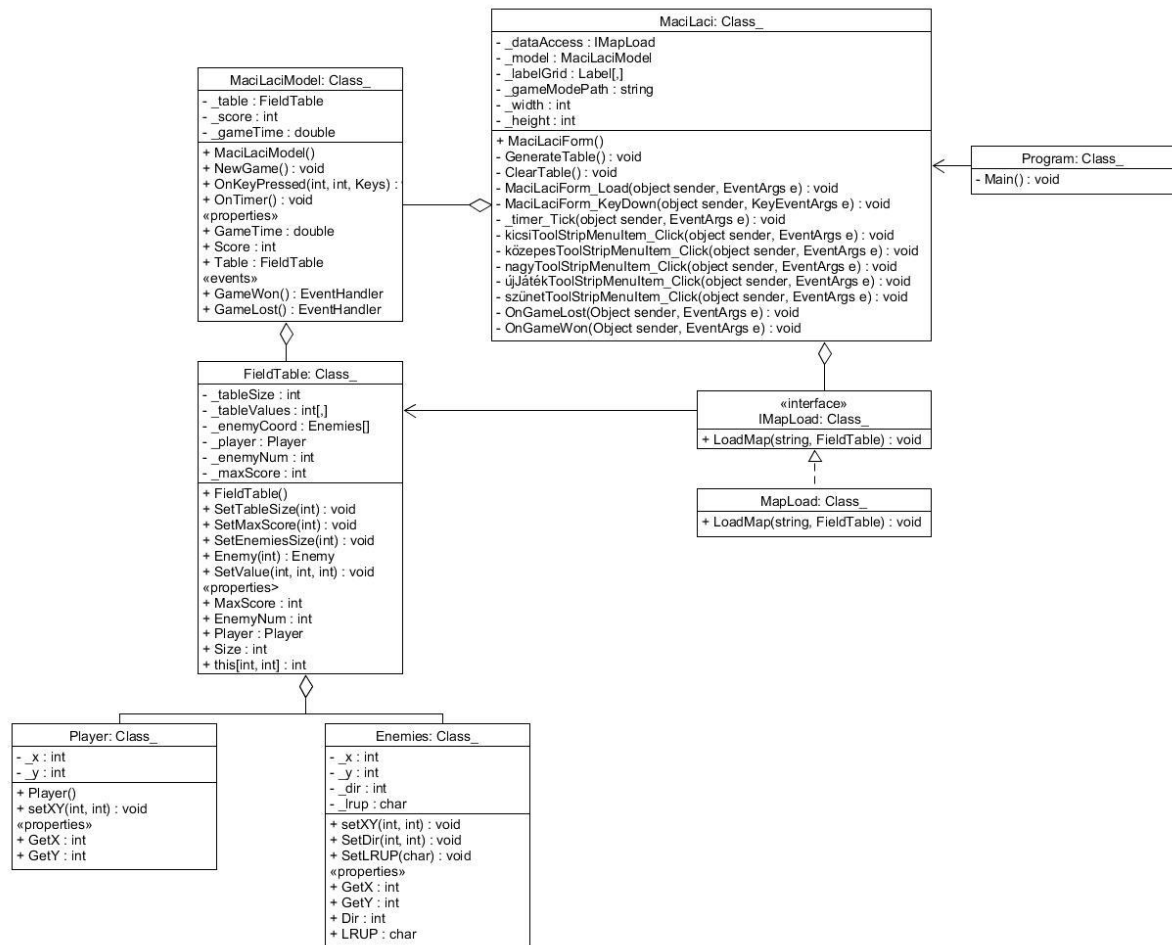 MaciLaci: Class_
- _dataAccess : IMapLoad
- _model : MaciLaciModel
- _labelGrid : Label[,]
- _gameModePath : string
- _width : int
- _height : int
+ MaciLaciForm()
- GenerateTable() : void
- ClearTable() : void
- MaciLaciForm_Load(object sender, EventArgs e) : void
- MaciLaciForm_KeyDown(object sender, KeyEventArgs e) : void
- _timer_Tick(object sender, EventArgs e) : void
- kicsiToolStripMenuItem_Click(object sender, EventArgs e) : void
- közepesToolStripMenuItem_Click(object sender, EventArgs e) : void
- nagyToolStripMenuItem_Click(object sender, EventArgs e) : void
- újJátékToolStripMenuItem_Click(object sender, EventArgs e) : void
- szünetToolStripMenuItem_Click(object sender, EventArgs e) : void
- OnGameLost(Object sender, EventArgs e) : void
- OnGameWon(Object sender, EventArgs e) : void
MaciLaciModel: Class_
- _table : FieldTable
- _score : int
- _gameTime : double
+ MaciLaciModel()
+ NewGame() : void
+ OnKeyPressed(int, int, Keys) :
+ OnTimer() : void
«properties»
+ GameTime : double
+ Score : int
+ Table : FieldTable
«events»
+ GameWon() : EventHandler
+ GameLost() : EventHandler
Program: Class_
- Main() : void
FieldTable: Class_
- _tableSize : int
- _tableValues : int[,]
- _enemyCoord : Enemies[]
- _player : Player
- _enemyNum : int
- _maxScore : int
+ FieldTable()
+ SetTableSize(int) : void
+ SetMaxScore(int) : void
+ SetEnemiesSize(int) : void
+ Enemy(int) : Enemy
+ SetValue(int, int, int) : void
«properties>
+ MaxScore : int
+ EnemyNum : int
+ Player : Player
+ Size : int
+ this[int, int] : int
«interface»
IMapLoad: Class_
+ LoadMap(string, FieldTable) : void
MapLoad: Class_
+ LoadMap(string, FieldTable) : void
Player: Class_
- _x : int
- _y : int
+ Player()
+ setXY(int, int) : void
«properties»
+ GetX : int
+ GetY : int
Enemies: Class_
- _x : int
- _y : int
- _dir : int
- _lrup : char
+ setXY(int, int) : void
+ SetDir(int, int) : void
+ SetLRUP(char) : void
«properties»
+ GetX : int
+ GetY : int
+ Dir : int
+ LRUP : char